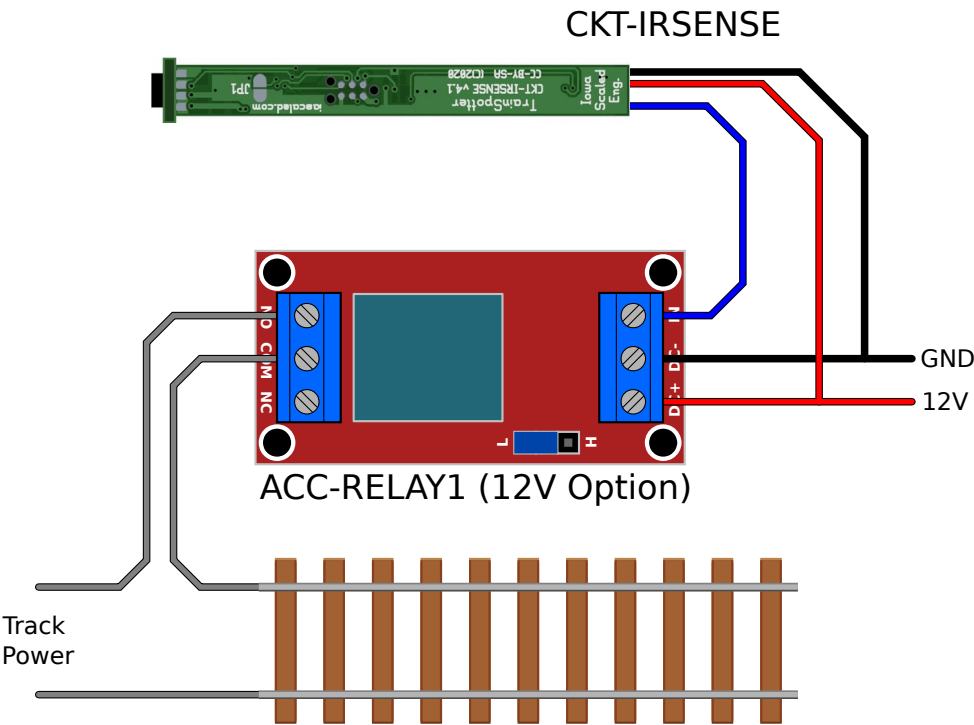 CKT-IRSENSE
JP1
iascaled.com
CC-BY-SA (C)2020
CKT-IRSENSE v4.1
TrainSpotter
Iowa
Scaled
Eng.
NO COM NC
IN
DC-
DC+
GND
12V
L
H
ACC-RELAY1 (12V Option)
Track
Power